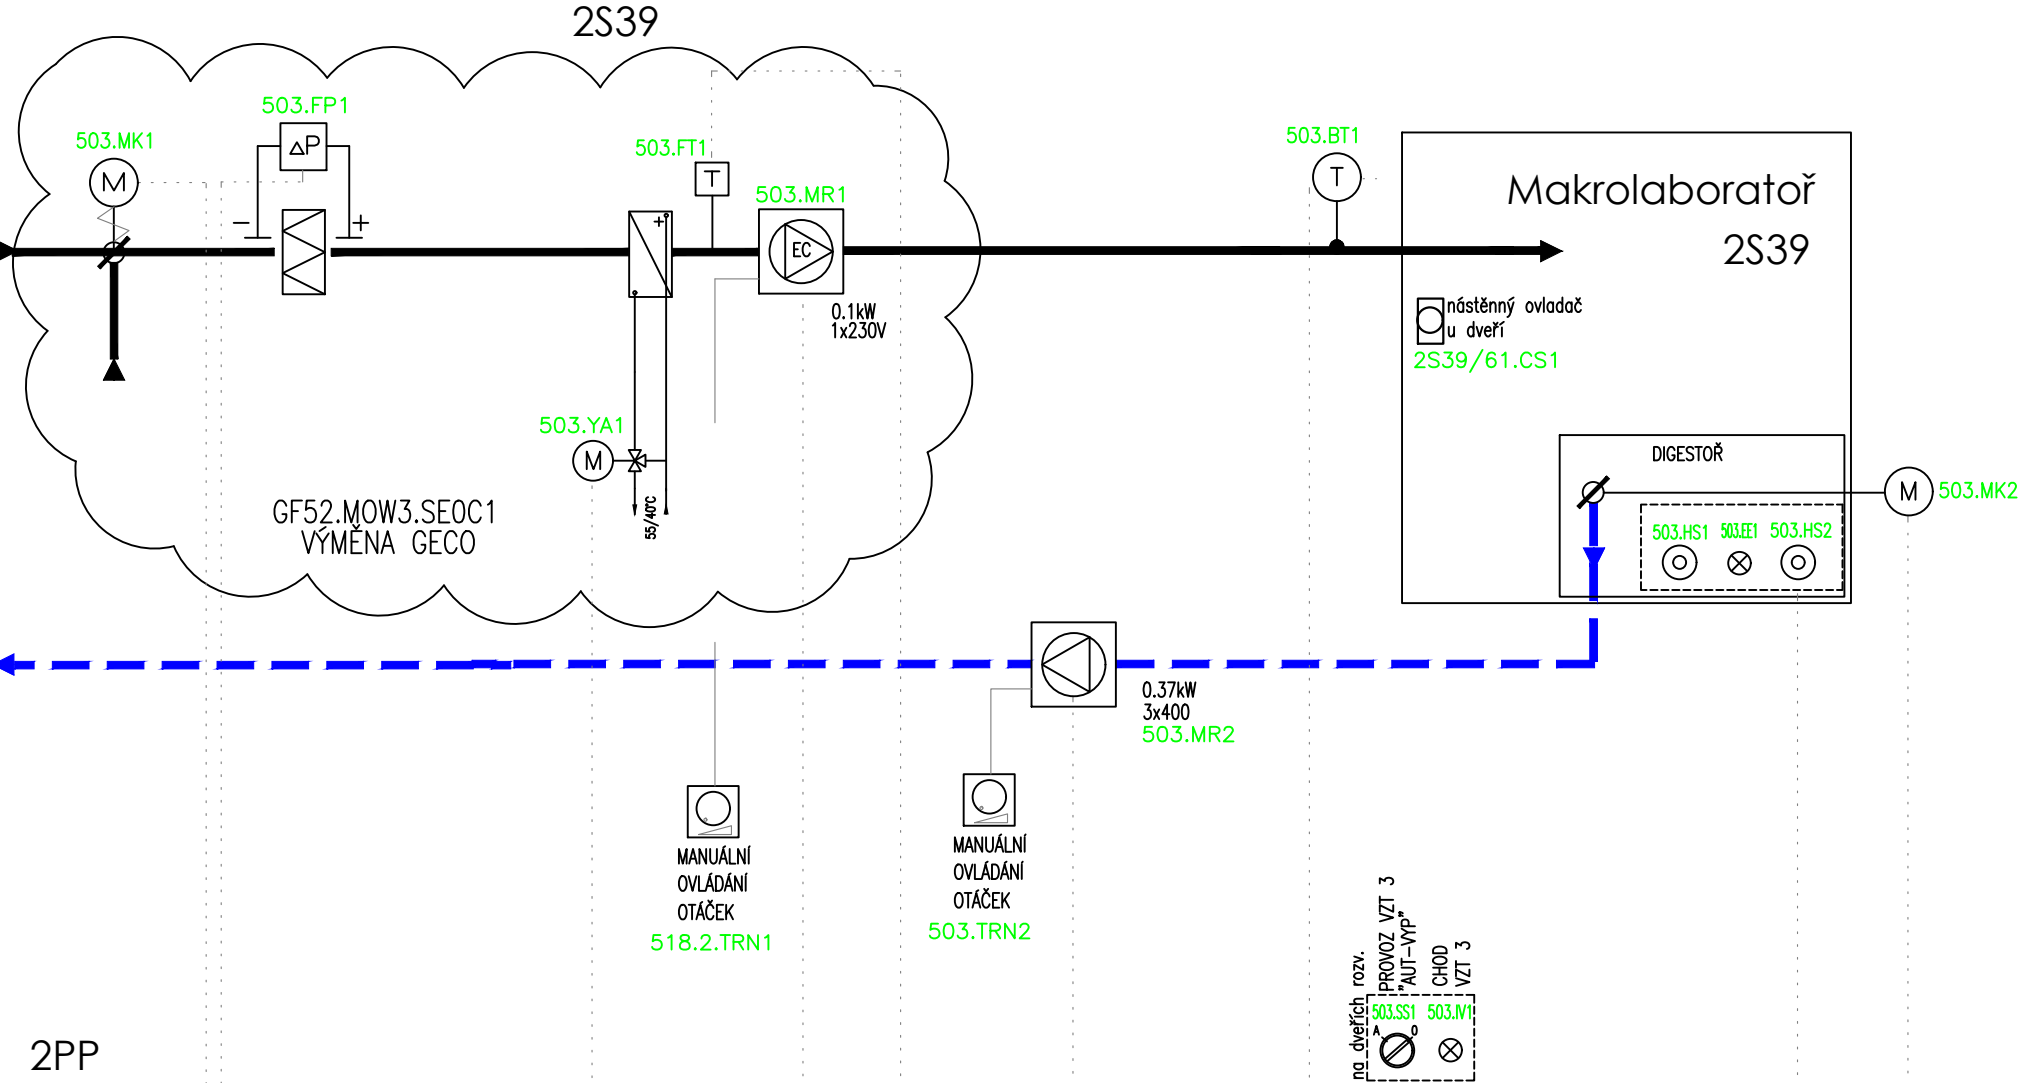 2S39
503.FP1
503.MK1
M
ΔP
− +
503.FT1
T
503.MR1
EC
0.1kW
1x230V
+
503.BT1
T
Makrolaboratoř
2S39
nástěnný ovladač
u dveří
2S39/61.CS1
503.YA1
M
55/40°C
GF52.MOW3.SE0C1
VÝMĚNA GECO
DIGESTOŘ
M
503.MK2
503.HS1 503.EE1 503.HS2
0.37kW
3x400
503.MR2
MANUÁLNÍ
OVLÁDÁNÍ
OTÁČEK
518.2.TRN1
MANUÁLNÍ
OVLÁDÁNÍ
OTÁČEK
503.TRN2
na dveřích rozv.
PROVOZ VZT 3
"AUT-VYP"
CHOD
VZT 3
503.SS1 503.IV1
A 0
2PP